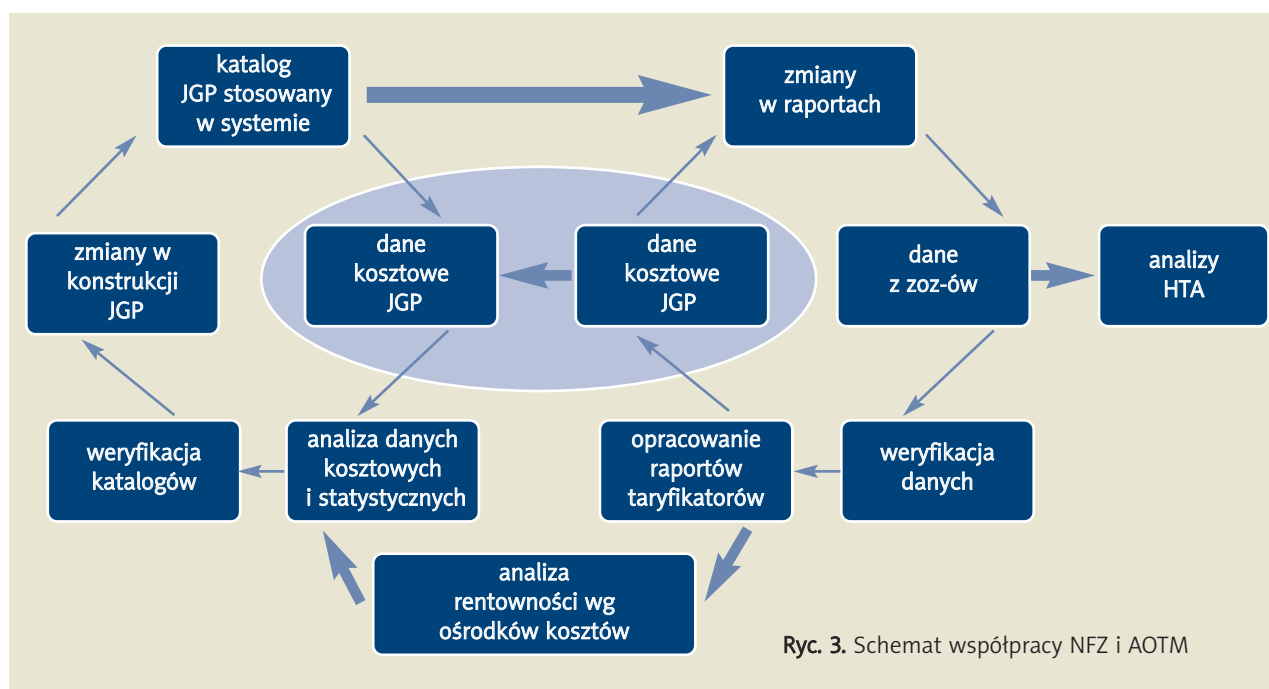 katalog
JGP stosowany
w systemie
zmiany
w raportach
zmiany w
konstrukcji
JGP
dane
kosztowe
JGP
dane
kosztowe
JGP
dane
z zoz-ów
analizy
HTA
weryfikacja
katalogów
analiza danych
kosztowych
i statystycznych
opracowanie
raportów
taryfikatorów
weryfikacja
danych
analiza
rentowności wg
ośrodków kosztów
Ryc. 3. Schemat współpracy NFZ i AOTM